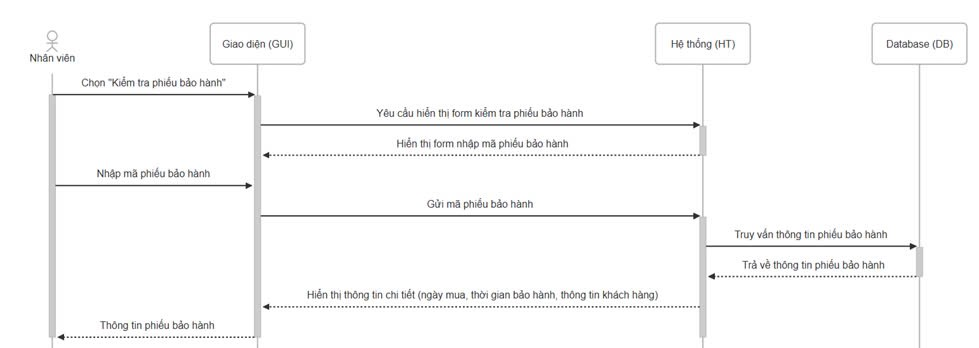 Nhân viên
Giao diện (GUI)
Hệ thống (HT)
Database (DB)
Chọn "Kiểm tra phiếu bảo hành"
Yêu cầu hiển thị form kiểm tra phiếu bảo hành
Hiển thị form nhập mã phiếu bảo hành
Nhập mã phiếu bảo hành
Gửi mã phiếu bảo hành
Truy vấn thông tin phiếu bảo hành
Trả về thông tin phiếu bảo hành
Hiển thị thông tin chi tiết (ngày mua, thời gian bảo hành, thông tin khách hàng)
Thông tin phiếu bảo hành